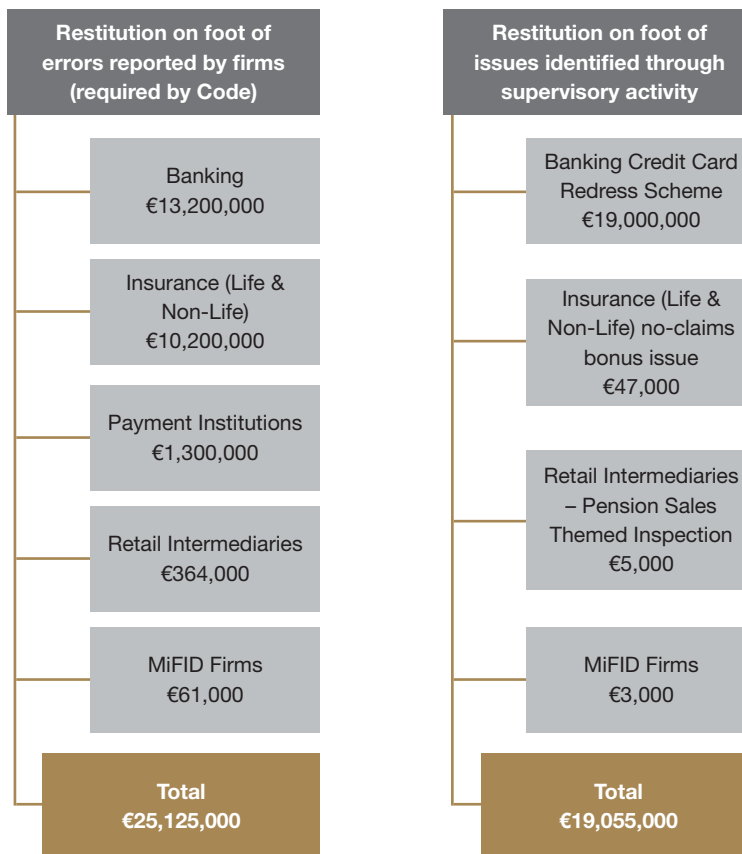 Restitution on foot of
errors reported by firms
(required by Code)
Banking
€13,200,000
Insurance (Life &
Non-Life)
€10,200,000
Payment Institutions
€1,300,000
Retail Intermediaries
€364,000
MiFID Firms
€61,000
Total
€25,125,000
Restitution on foot of
issues identified through
supervisory activity
Banking Credit Card
Redress Scheme
€19,000,000
Insurance (Life &
Non-Life) no-claims
bonus issue
€47,000
Retail Intermediaries
– Pension Sales
Themed Inspection
€5,000
MiFID Firms
€3,000
Total
€19,055,000